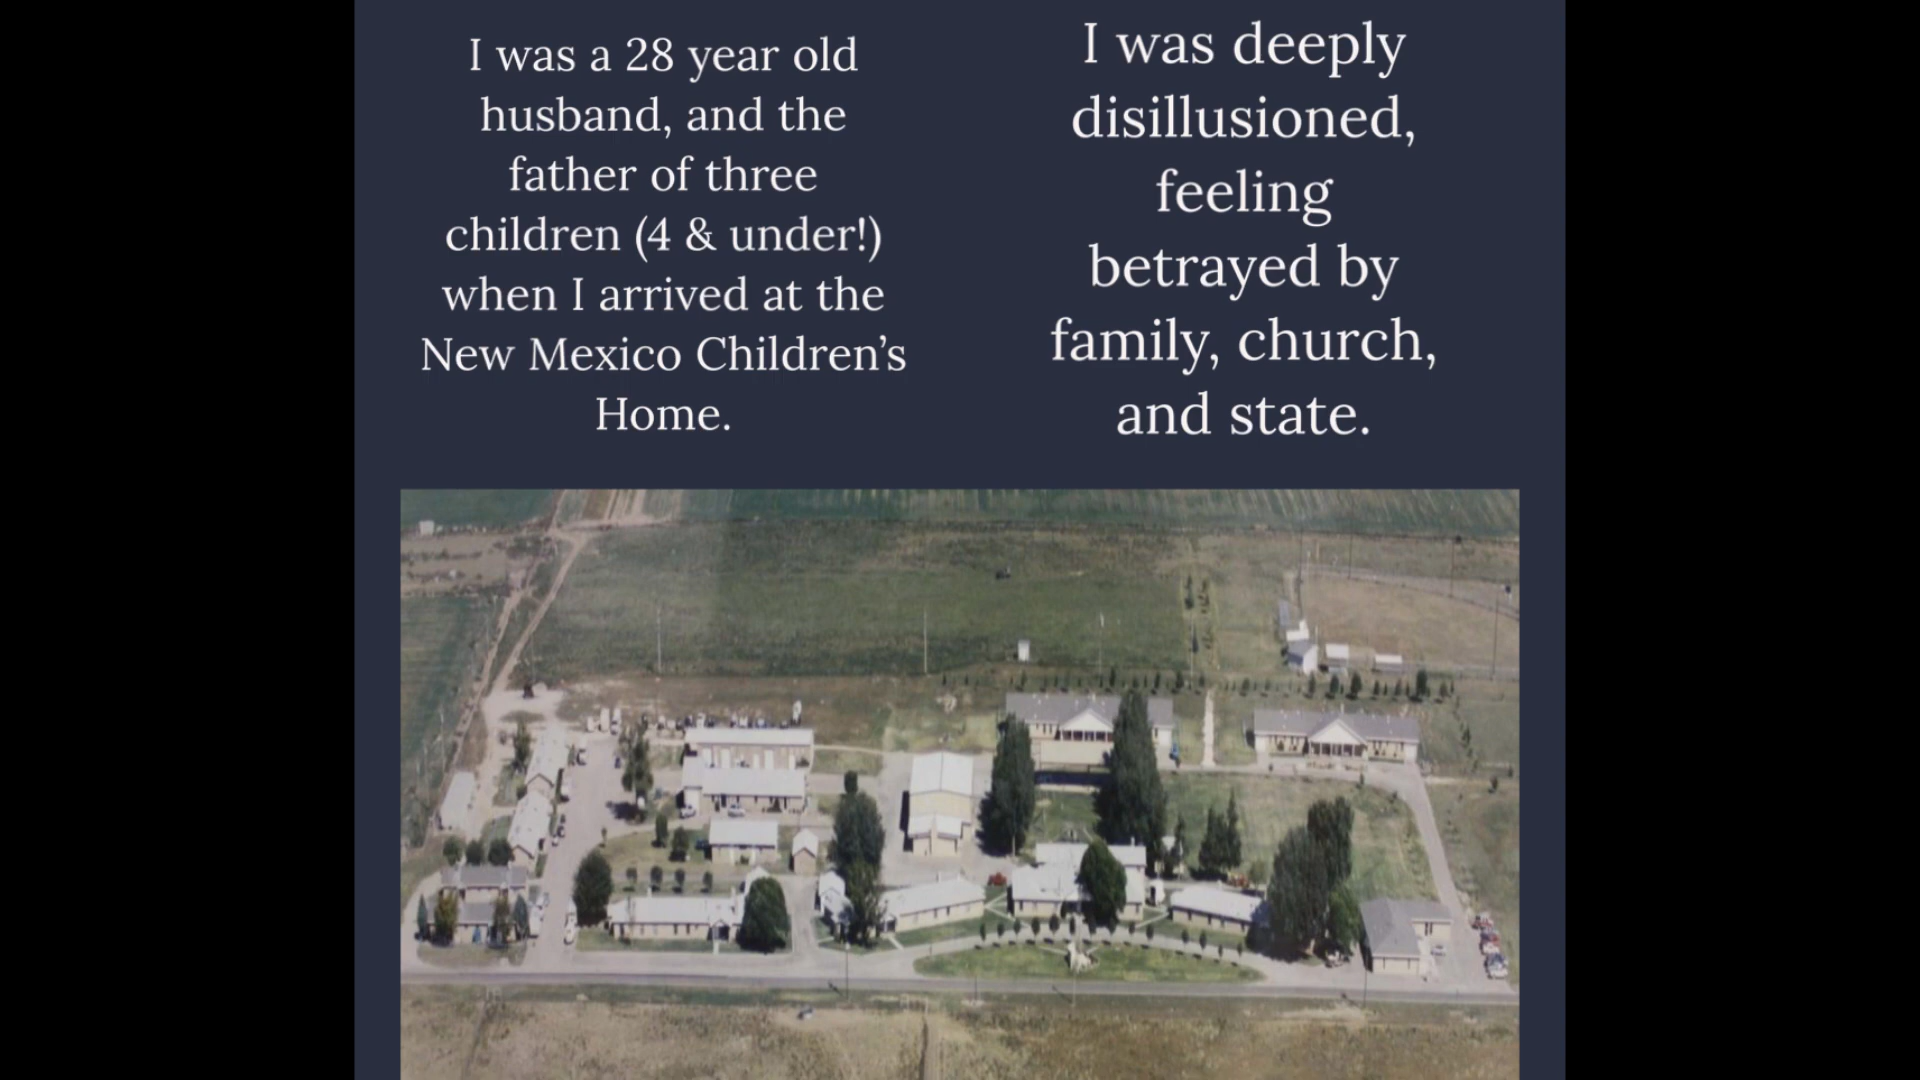 I was a 28 year old
husband, and the
father of three
children (4 & under!)
when I arrived at the
New Mexico Children’s
Home.
I was deeply
disillusioned,
feeling
betrayed by
family, church,
and state.